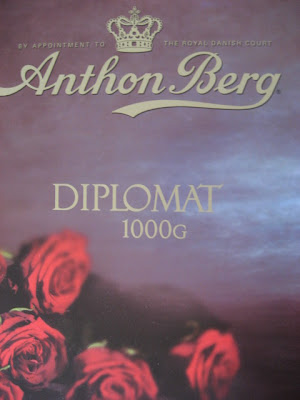 BY APPOINTMENT TO THE ROYAL DANISH COURT
Anthon Berg
DIPLOMAT
1000G